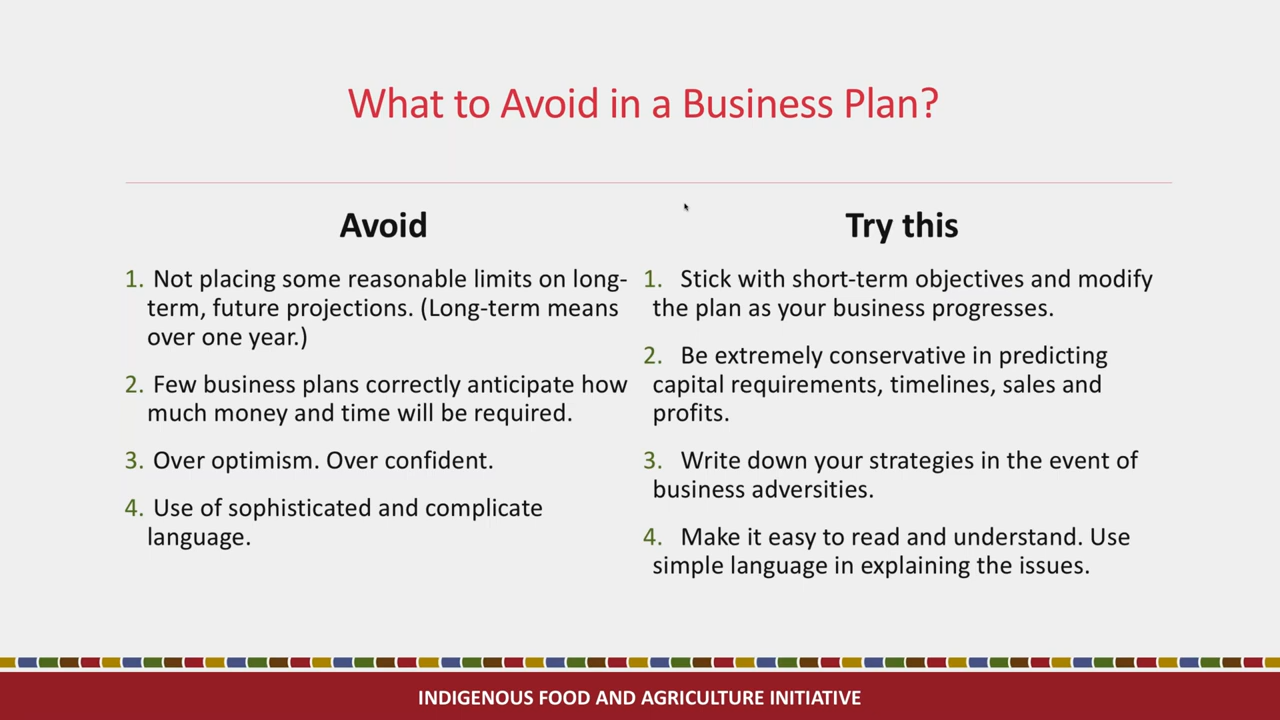 What to Avoid in a Business Plan?
Avoid
1. Not placing some reasonable limits on long-
term, future projections. (Long-term means
over one year.)
2. Few business plans correctly anticipate how
much money and time will be required.
3. Over optimism. Over confident.
4. Use of sophisticated and complicate
language.
Try this
1. Stick with short-term objectives and modify
the plan as your business progresses.
2. Be extremely conservative in predicting
capital requirements, timelines, sales and
profits.
3. Write down your strategies in the event of
business adversities.
4. Make it easy to read and understand. Use
simple language in explaining the issues.
INDIGENOUS FOOD AND AGRICULTURE INITIATIVE